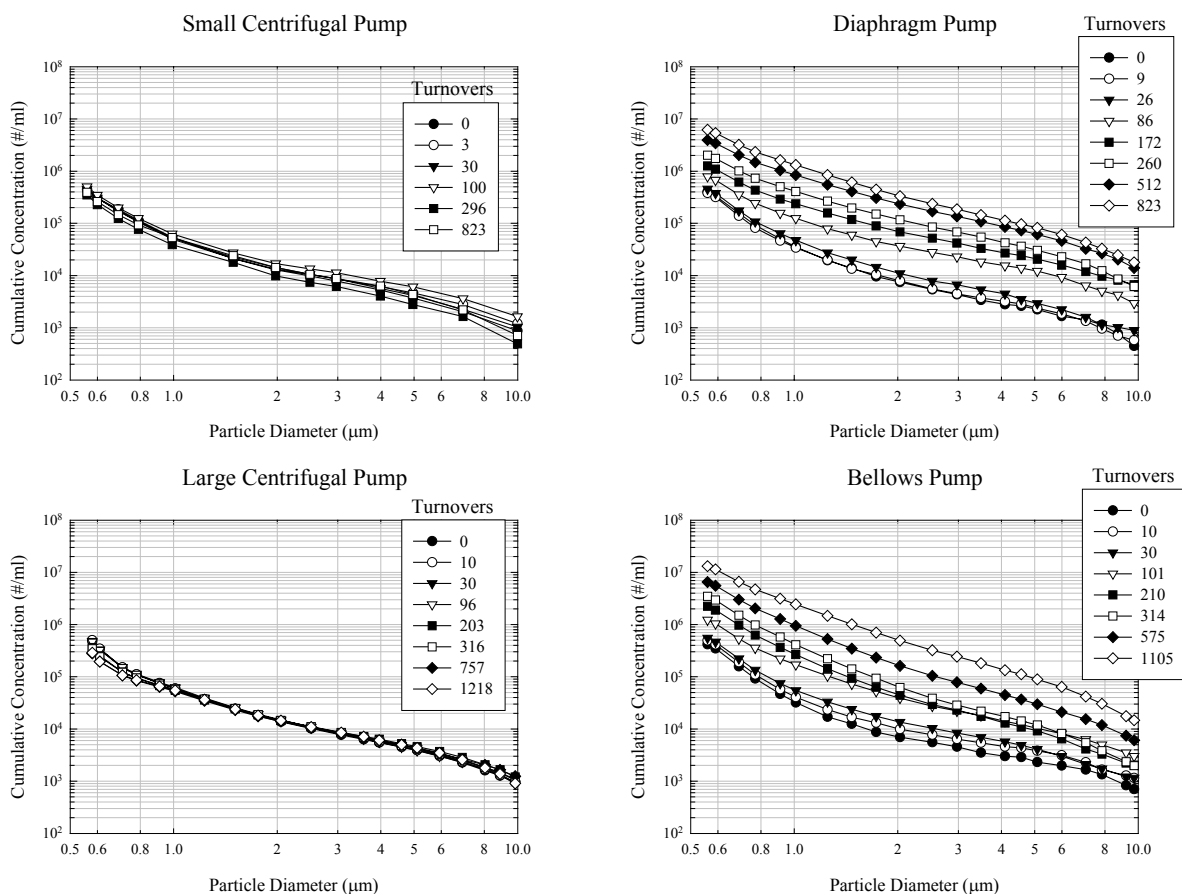 Small Centrifugal Pump
Turnovers
0
3
30
100
296
823
Cumulative Concentration (#/ml)
10⁸
10⁷
10⁶
10⁵
10⁴
10³
10²
0.5 0.6 0.8 1.0 2 3 4 5 6 8 10.0
Particle Diameter (µm)
Diaphragm Pump
Turnovers
0
9
26
86
172
260
512
823
Cumulative Concentration (#/ml)
10⁸
10⁷
10⁶
10⁵
10⁴
10³
10²
0.5 0.6 0.8 1.0 2 3 4 5 6 8 10.0
Particle Diameter (µm)
Large Centrifugal Pump
Turnovers
0
10
30
96
203
316
757
1218
Cumulative Concentration (#/ml)
10⁸
10⁷
10⁶
10⁵
10⁴
10³
10²
0.5 0.6 0.8 1.0 2 3 4 5 6 8 10.0
Particle Diameter (µm)
Bellows Pump
Turnovers
0
10
30
101
210
314
575
1105
Cumulative Concentration (#/ml)
10⁸
10⁷
10⁶
10⁵
10⁴
10³
10²
0.5 0.6 0.8 1.0 2 3 4 5 6 8 10.0
Particle Diameter (µm)